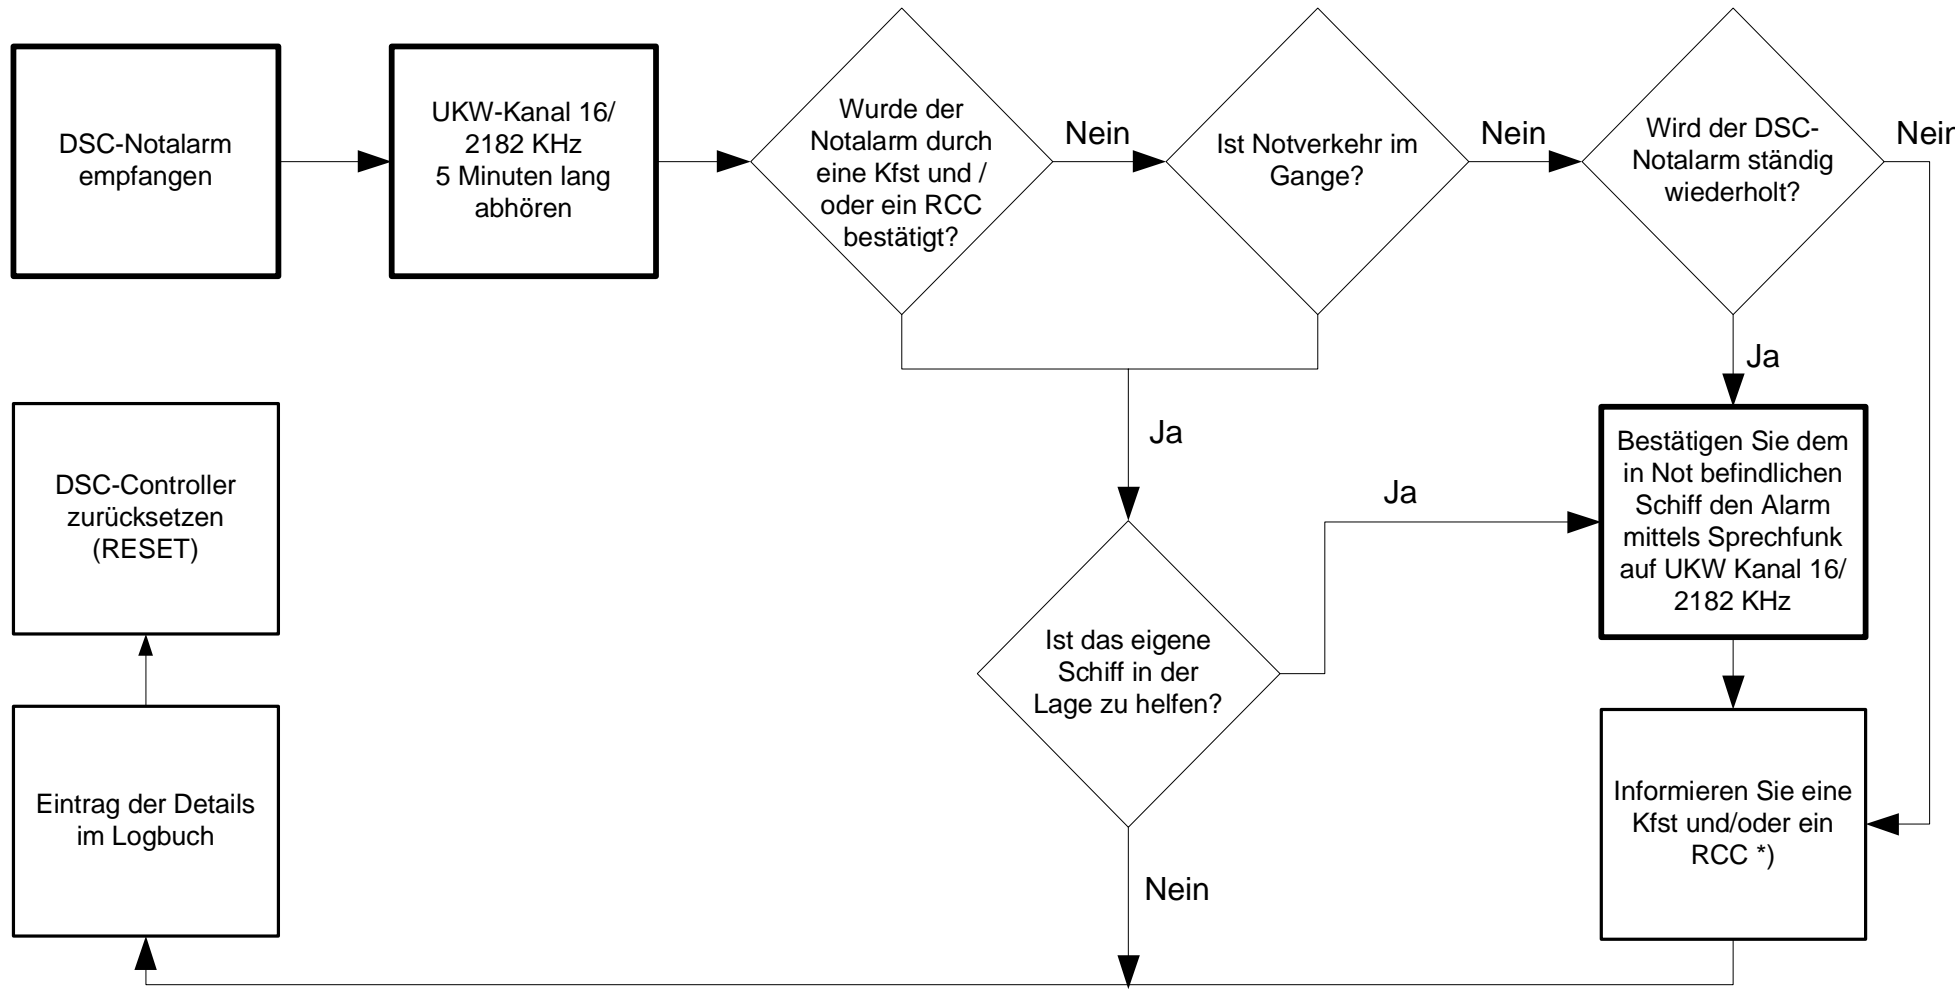 DSC-Notalarm
empfangen
UKW-Kanal 16/
2182 KHz
5 Minuten lang
abhören
Wurde der
Notalarm durch
eine Kfst und /
oder ein RCC
bestätigt?
Nein
Ist Notverkehr im
Gange?
Nein
Wird der DSC-
Notalarm ständig
wiederholt?
Nein
Ja
Ja
Bestätigen Sie dem
in Not befindlichen
Schiff den Alarm
mittels Sprechfunk
auf UKW Kanal 16/
2182 KHz
Ja
Ist das eigene
Schiff in der
Lage zu helfen?
Nein
Informieren Sie eine
Kfst und/oder ein
RCC *)
Eintrag der Details
im Logbuch
DSC-Controller
zurücksetzen
(RESET)